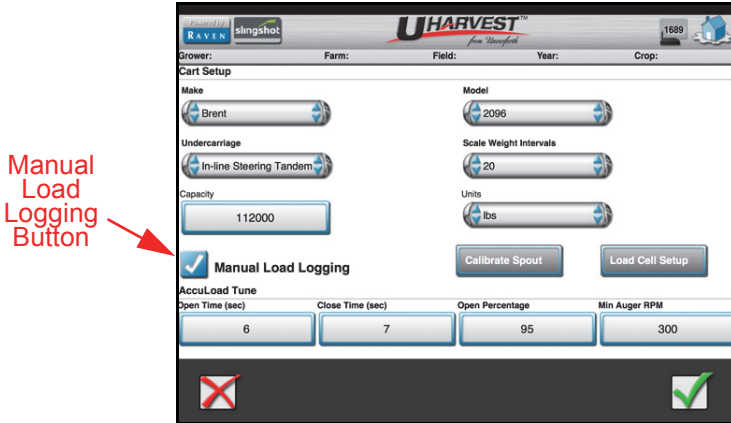 Powered by
RAVEN
slingshot
UHARVEST™
from Unverferth
1689
Grower: Farm: Field: Year: Crop:
Cart Setup
Make Model
Brent 2096
Undercarriage Scale Weight Intervals
In-line Steering Tandem 20
Capacity Units
112000 lbs
Manual
Load
Logging
Button
Manual Load Logging Calibrate Spout Load Cell Setup
AccuLoad Tune
Open Time (sec) Close Time (sec) Open Percentage Min Auger RPM
6 7 95 300